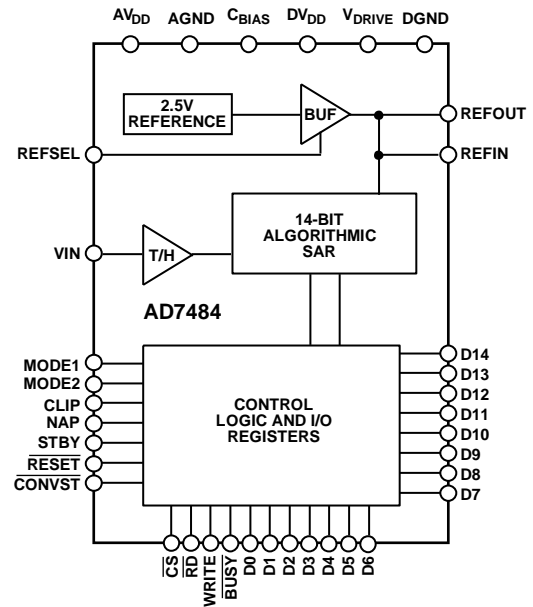 AVDD AGND CBIAS DVDD VDRIVE DGND
2.5V
REFERENCE
BUF
REFOUT
REFSEL
REFIN
14-BIT
ALGORITHMIC
SAR
VIN
T/H
AD7484
MODE1
MODE2
CLIP
NAP
STBY
RESET
CONVST
CONTROL
LOGIC AND I/O
REGISTERS
D14
D13
D12
D11
D10
D9
D8
D7
CS
RD
WRITE
BUSY
D0
D1
D2
D3
D4
D5
D6